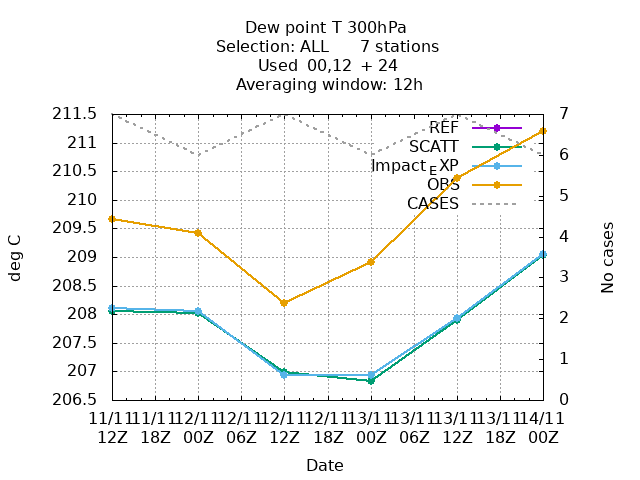 Dew point T 300hPa
Selection: ALL      7 stations
Used  00,12  + 24
Averaging window: 12h
211.5
211
210.5
210
209.5
209
208.5
208
207.5
207
206.5
deg C
7
6
5
4
3
2
1
0
No cases
REF
SCATT
Impact_EXP
OBS
CASES
11/11 11/11 12/11 12/11 12/11 12/11 13/11 13/11 13/11 13/11 14/11
12Z 18Z 00Z 06Z 12Z 18Z 00Z 06Z 12Z 18Z 00Z
Date